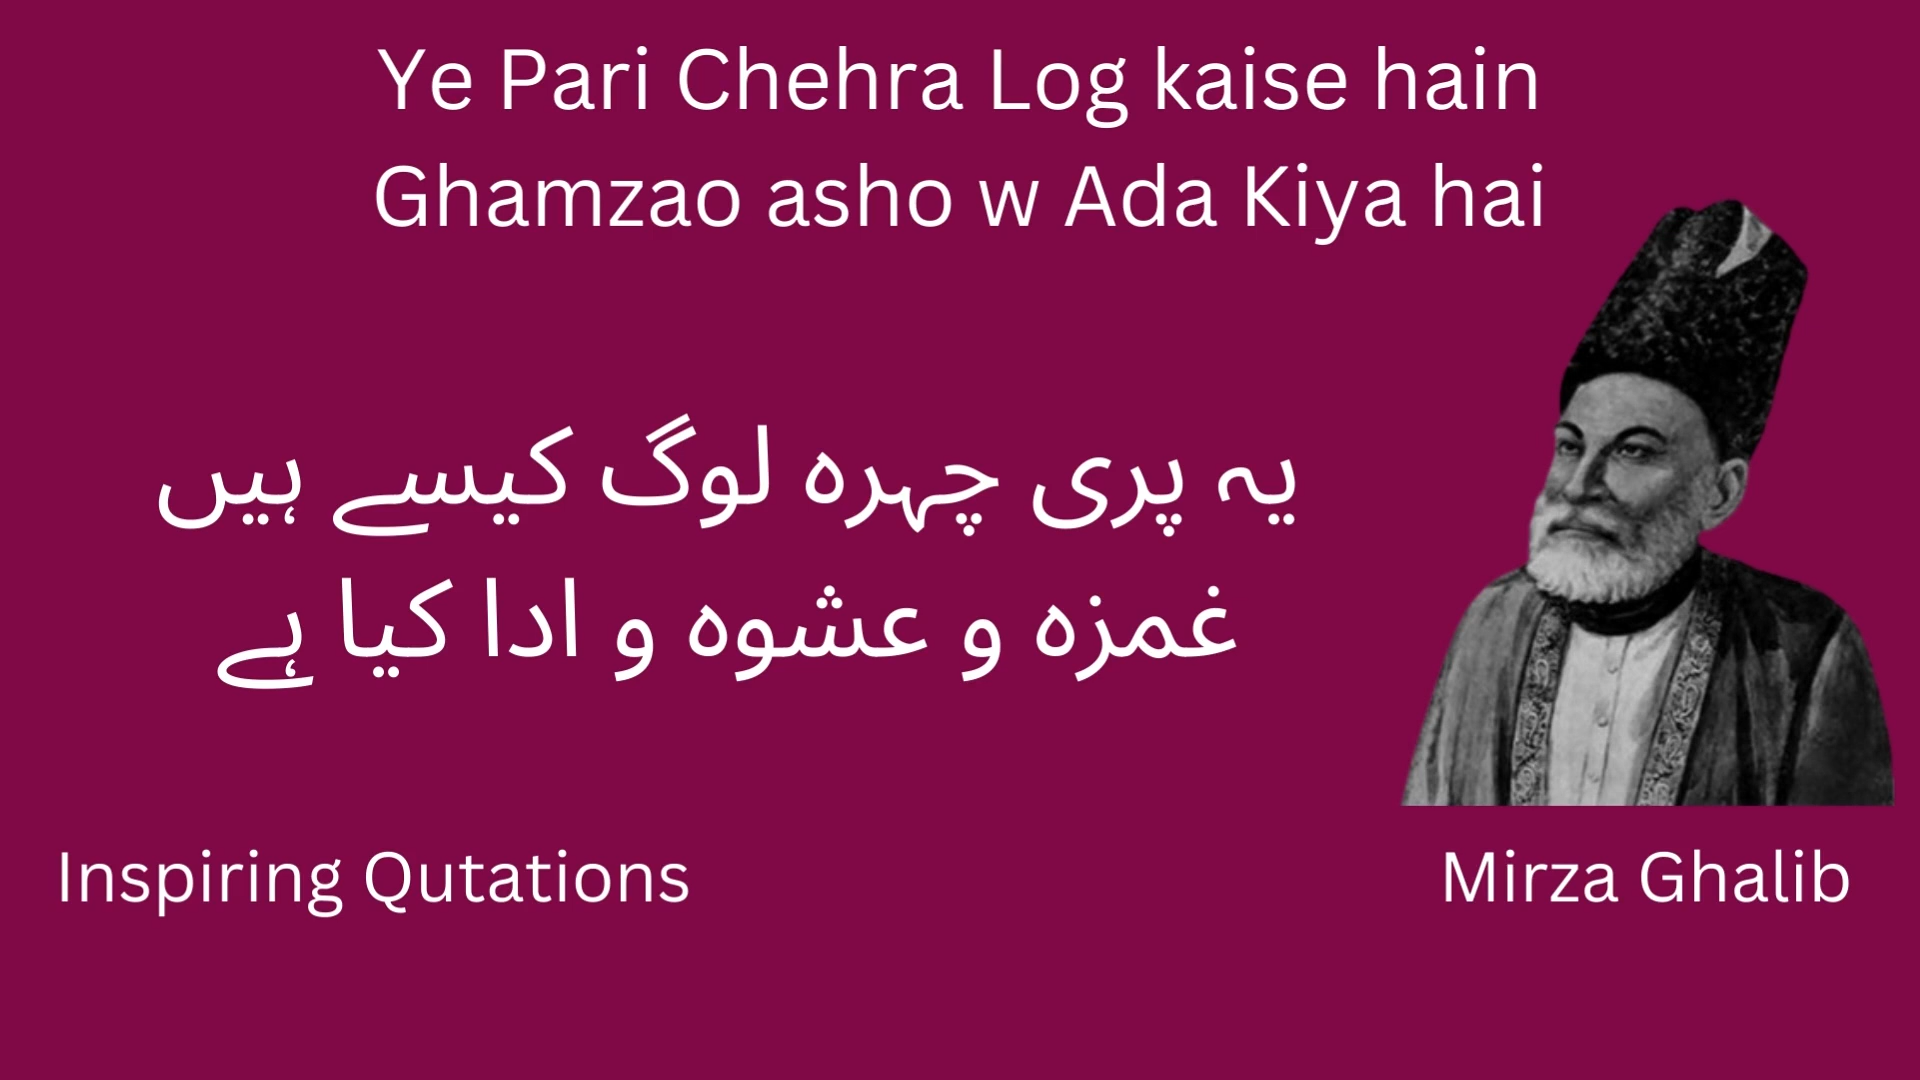 Ye Pari Chehra Log kaise hain
Ghamzao asho w Ada Kiya hai
یہ پری چہرہ لوگ کیسے ہیں
غمزہ و عشوہ و ادا کیا ہے
Inspiring Qutations
Mirza Ghalib